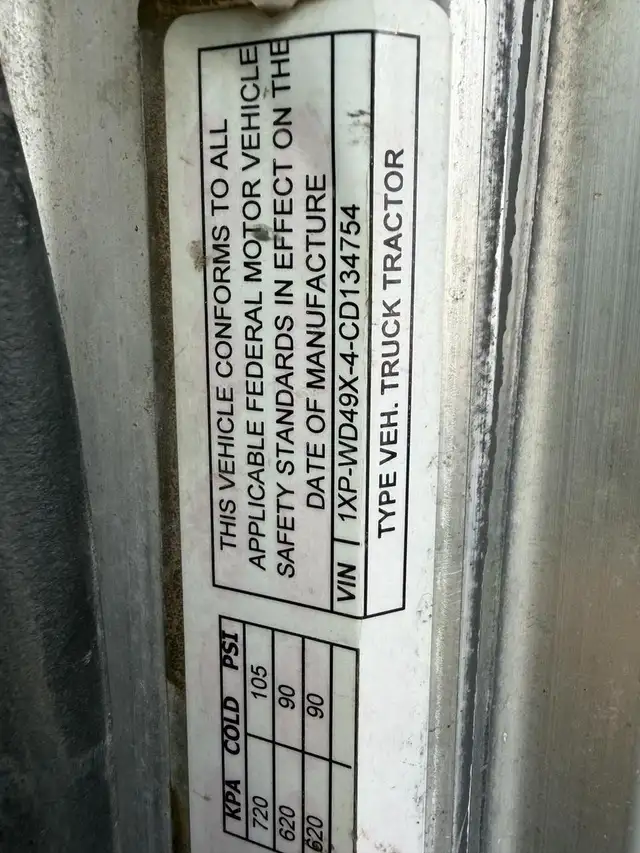 THIS VEHICLE CONFORMS TO ALL
APPLICABLE FEDERAL MOTOR VEHICLE
SAFETY STANDARDS IN EFFECT ON THE
DATE OF MANUFACTURE
VIN 1XP-WD49X-4-CD134754
TYPE VEH. TRUCK TRACTOR
KPA COLD PSI
720 105
620 90
620 90